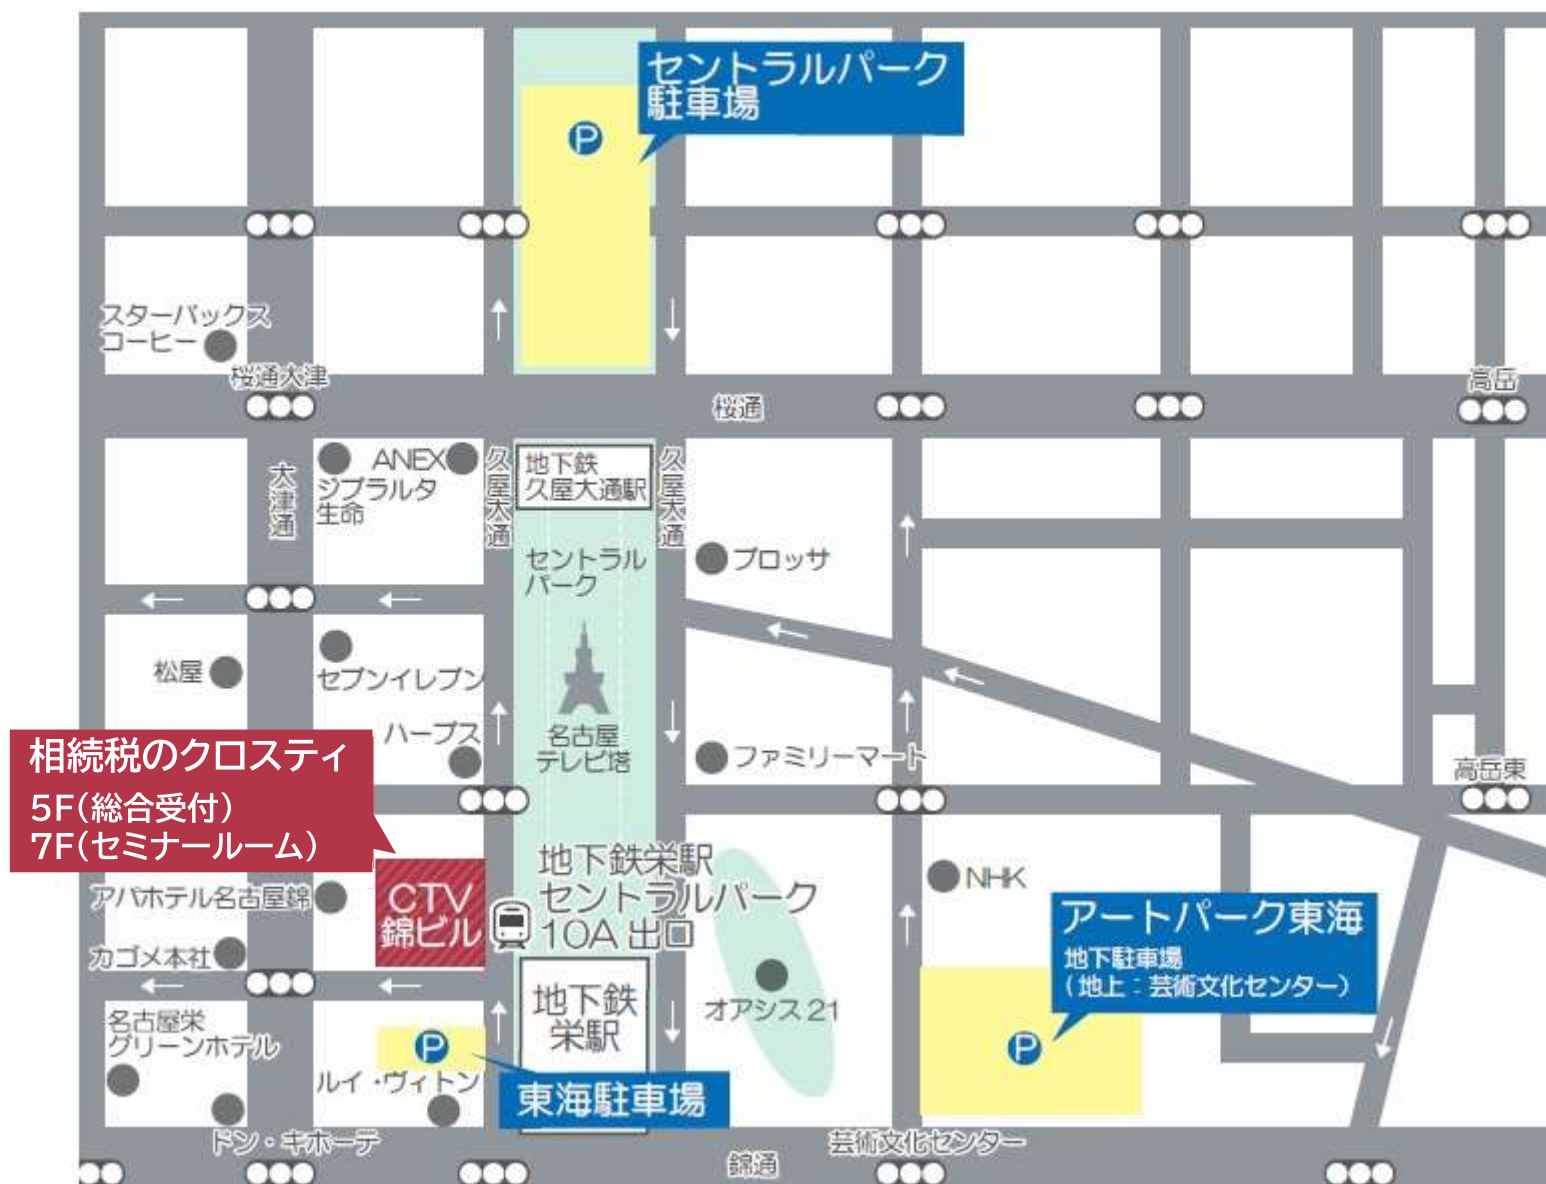 セントラルパーク
駐車場
P
スターバックス
コーヒー
桜通大津
桜通
高岳
大津通
ANEX
ジブラルタ
生命
久屋大通
地下鉄
久屋大通駅
久屋大通
セントラル
パーク
ブロッサ
松屋
セブンイレブン
ハーブス
名古屋
テレビ塔
ファミリーマート
高岳東
相続税のクロスティ
5F(総合受付)
7F(セミナールーム)
CTV
錦ビル
地下鉄栄駅
セントラルパーク
10A 出口
NHK
アパホテル名古屋錦
カゴメ本社
アートパーク東海
地下駐車場
(地上:芸術文化センター)
P
オアシス21
地下鉄
栄駅
名古屋栄
グリーンホテル
P
ルイ・ヴィトン
東海駐車場
ドン・キホーテ
錦通
芸術文化センター